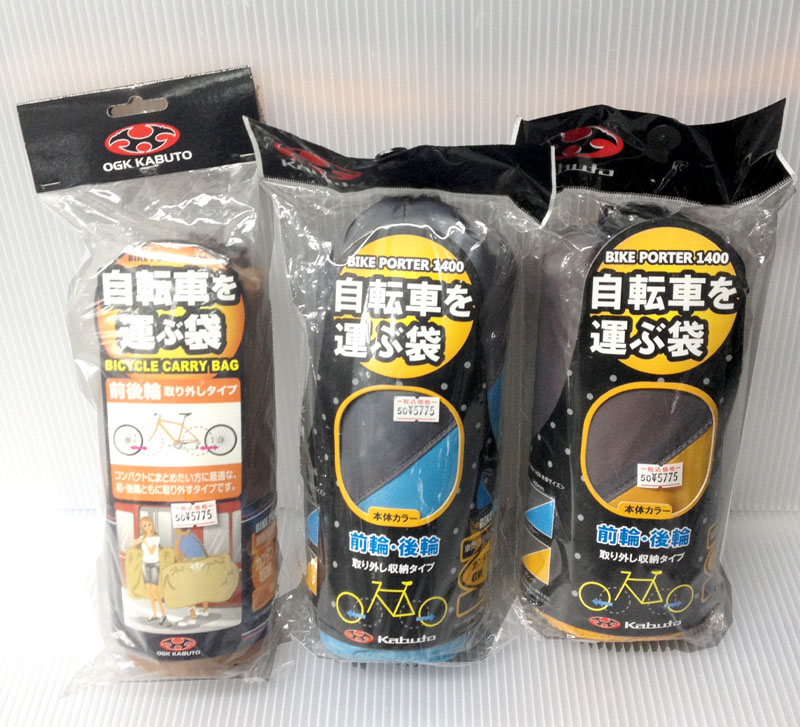 OGK KABUTO
自転車を
運ぶ袋
BICYCLE CARRY BAG
前後輪 取り外しタイプ
コンパクトにまとめたい方に最適な、
前・後輪ともに取り外すタイプです。
税込価格
50¥5775
OGK KABUTO
Kabuto
BIKE PORTER 1400
自転車を
運ぶ袋
税込価格
50¥5775
本体カラー
前輪・後輪
取り外し収納タイプ
Kabuto
Kabuto
BIKE PORTER 1400
自転車を
運ぶ袋
税込価格
50¥5775
本体カラー
前輪・後輪
取り外し収納タイプ
Kabuto